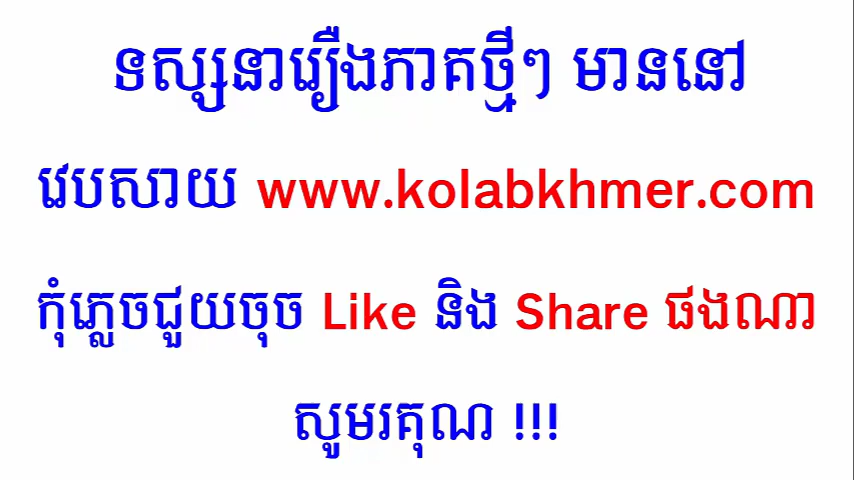 ទស្សនារឿងភាគថ្មីៗ មាននៅ
វេបសាយ www.kolabkhmer.com
កុំភ្លេចជួយចុច Like និង Share ផងណា
សូមរគុណ !!!